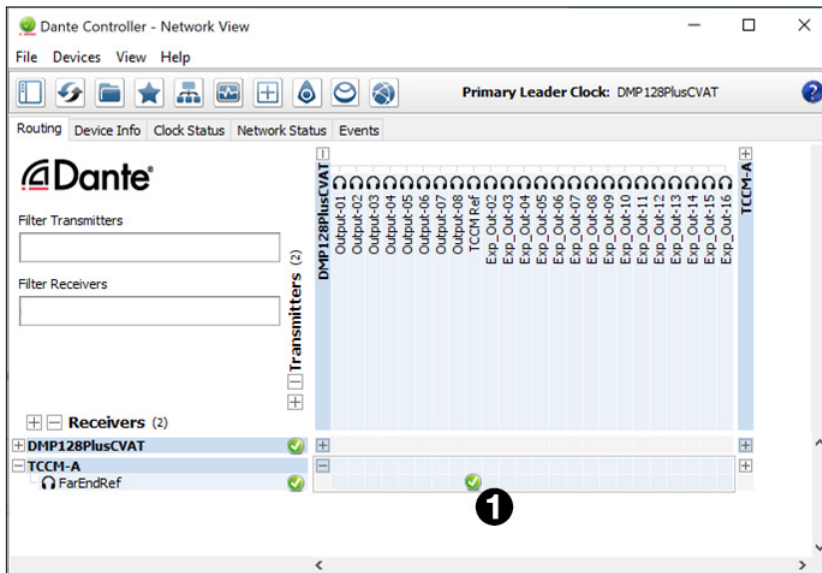 Dante Controller - Network View
File Devices View Help
Primary Leader Clock: DMP128PlusCVAT
Routing Device Info Clock Status Network Status Events
Dante®
Filter Transmitters
Filter Receivers
Transmitters (2)
DMP128PlusCVAT
Output-01
Output-02
Output-03
Output-04
Output-05
Output-06
Output-07
Output-08
TCCM Ref
Exp_Out-02
Exp_Out-03
Exp_Out-04
Exp_Out-05
Exp_Out-06
Exp_Out-07
Exp_Out-08
Exp_Out-09
Exp_Out-10
Exp_Out-11
Exp_Out-12
Exp_Out-13
Exp_Out-14
Exp_Out-15
Exp_Out-16
TCCM-A
Receivers (2)
DMP128PlusCVAT
TCCM-A
FarEndRef
1